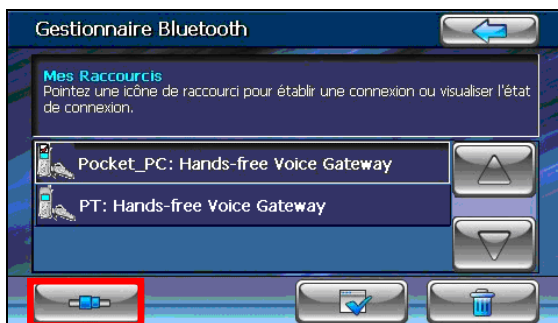 Gestionnaire Bluetooth
Mes Raccourcis
Pointez une icône de raccourci pour établir une connexion ou visualiser l'état
de connexion.
Pocket_PC: Hands-free Voice Gateway
PT: Hands-free Voice Gateway